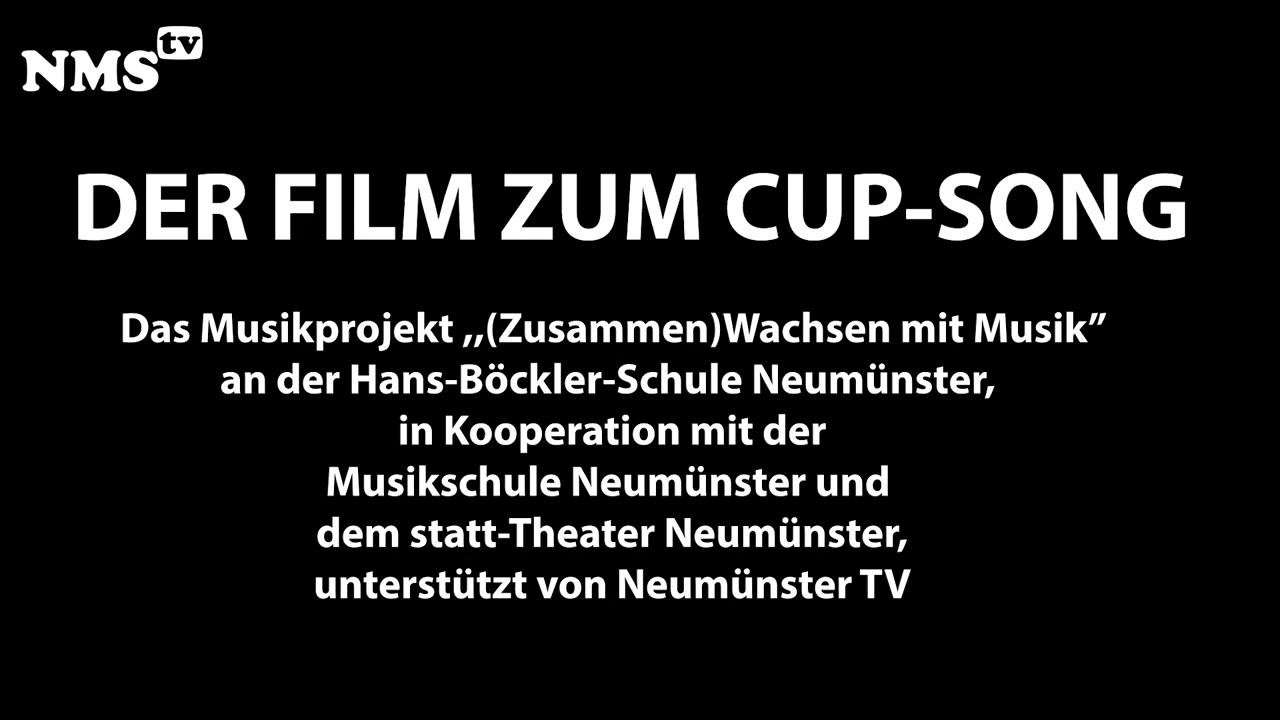 NMS tv
DER FILM ZUM CUP-SONG
Das Musikprojekt ,,(Zusammen)Wachsen mit Musik”
an der Hans-Böckler-Schule Neumünster,
in Kooperation mit der
Musikschule Neumünster und
dem statt-Theater Neumünster,
unterstützt von Neumünster TV